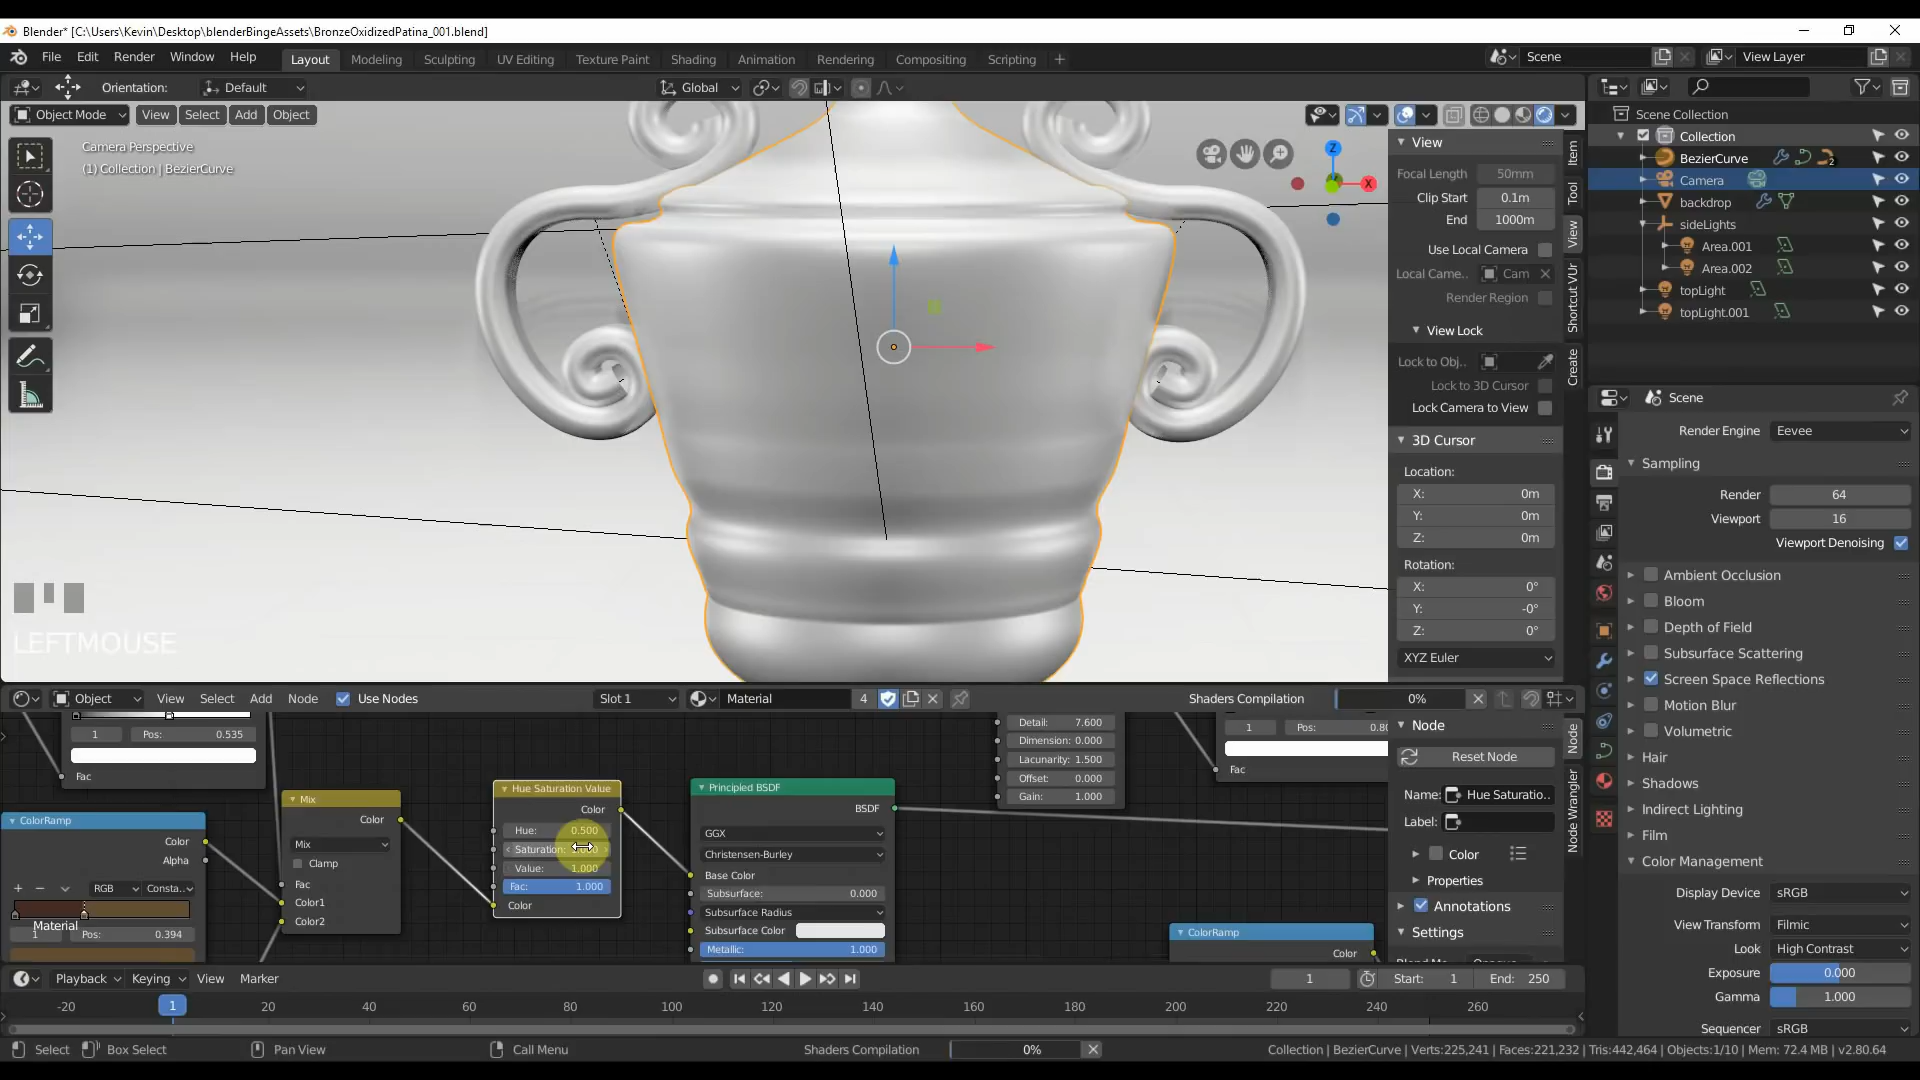 Blender* [C:\Users\Kevin\Desktop\blenderBingeAssets\BronzeOxidizedPatina_001.blend]
File Edit Render Window Help
Layout Modeling Sculpting UV Editing Texture Paint Shading Animation Rendering Compositing Scripting +
Scene
View Layer
Orientation: Default
Global
Object Mode View Select Add Object
Camera Perspective
(1) Collection | BezierCurve
LEFTMOUSE
Z
X
View
Focal Length 50mm
Clip Start 0.1m
End 1000m
Use Local Camera
Local Came.. Cam
Render Region
View Lock
Lock to Obj..
Lock to 3D Cursor
Lock Camera to View
3D Cursor
Location:
X: 0m
Y: 0m
Z: 0m
Rotation:
X: 0°
Y: -0°
Z: 0°
XYZ Euler
Item
Tool
View
Shortcut VUr
Create
Scene Collection
Collection
BezierCurve 2
Camera
backdrop
sideLights
Area.001
Area.002
topLight
topLight.001
Scene
Render Engine Eevee
Sampling
Render 64
Viewport 16
Viewport Denoising
Ambient Occlusion
Bloom
Depth of Field
Subsurface Scattering
Screen Space Reflections
Motion Blur
Volumetric
Hair
Shadows
Indirect Lighting
Film
Color Management
Display Device sRGB
View Transform Filmic
Look High Contrast
Exposure 0.000
Gamma 1.000
Sequencer sRGB
Object View Select Add Node Use Nodes Slot 1 Material 4 Shaders Compilation 0%
1 Pos: 0.535
Fac
ColorRamp
Color
Alpha
+ − RGB Consta..
Material
1 Pos: 0.394
Mix
Color
Mix
Clamp
Fac
Color1
Color2
Hue Saturation Value
Color
Hue: 0.500
Saturation:
Value: 1.000
Fac: 1.000
Color
Principled BSDF
BSDF
GGX
Christensen-Burley
Base Color
Subsurface: 0.000
Subsurface Radius
Subsurface Color
Metallic: 1.000
Detail: 7.600
Dimension: 0.000
Lacunarity: 1.500
Offset: 0.000
Gain: 1.000
1 Pos: 0.80
Fac
ColorRamp
Color
Node
Reset Node
Name: Hue Saturatio..
Label:
Color
Properties
Annotations
Settings
Node
Node Wrangler
Playback Keying View Marker
1 Start: 1 End: 250
-20 1 20 40 60 80 100 120 140 160 180 200 220 240 260
Select Box Select Pan View Call Menu Shaders Compilation 0% Collection | BezierCurve | Verts:225,241 | Faces:221,232 | Tris:442,464 | Objects:1/10 | Mem: 72.4 MB | v2.80.64